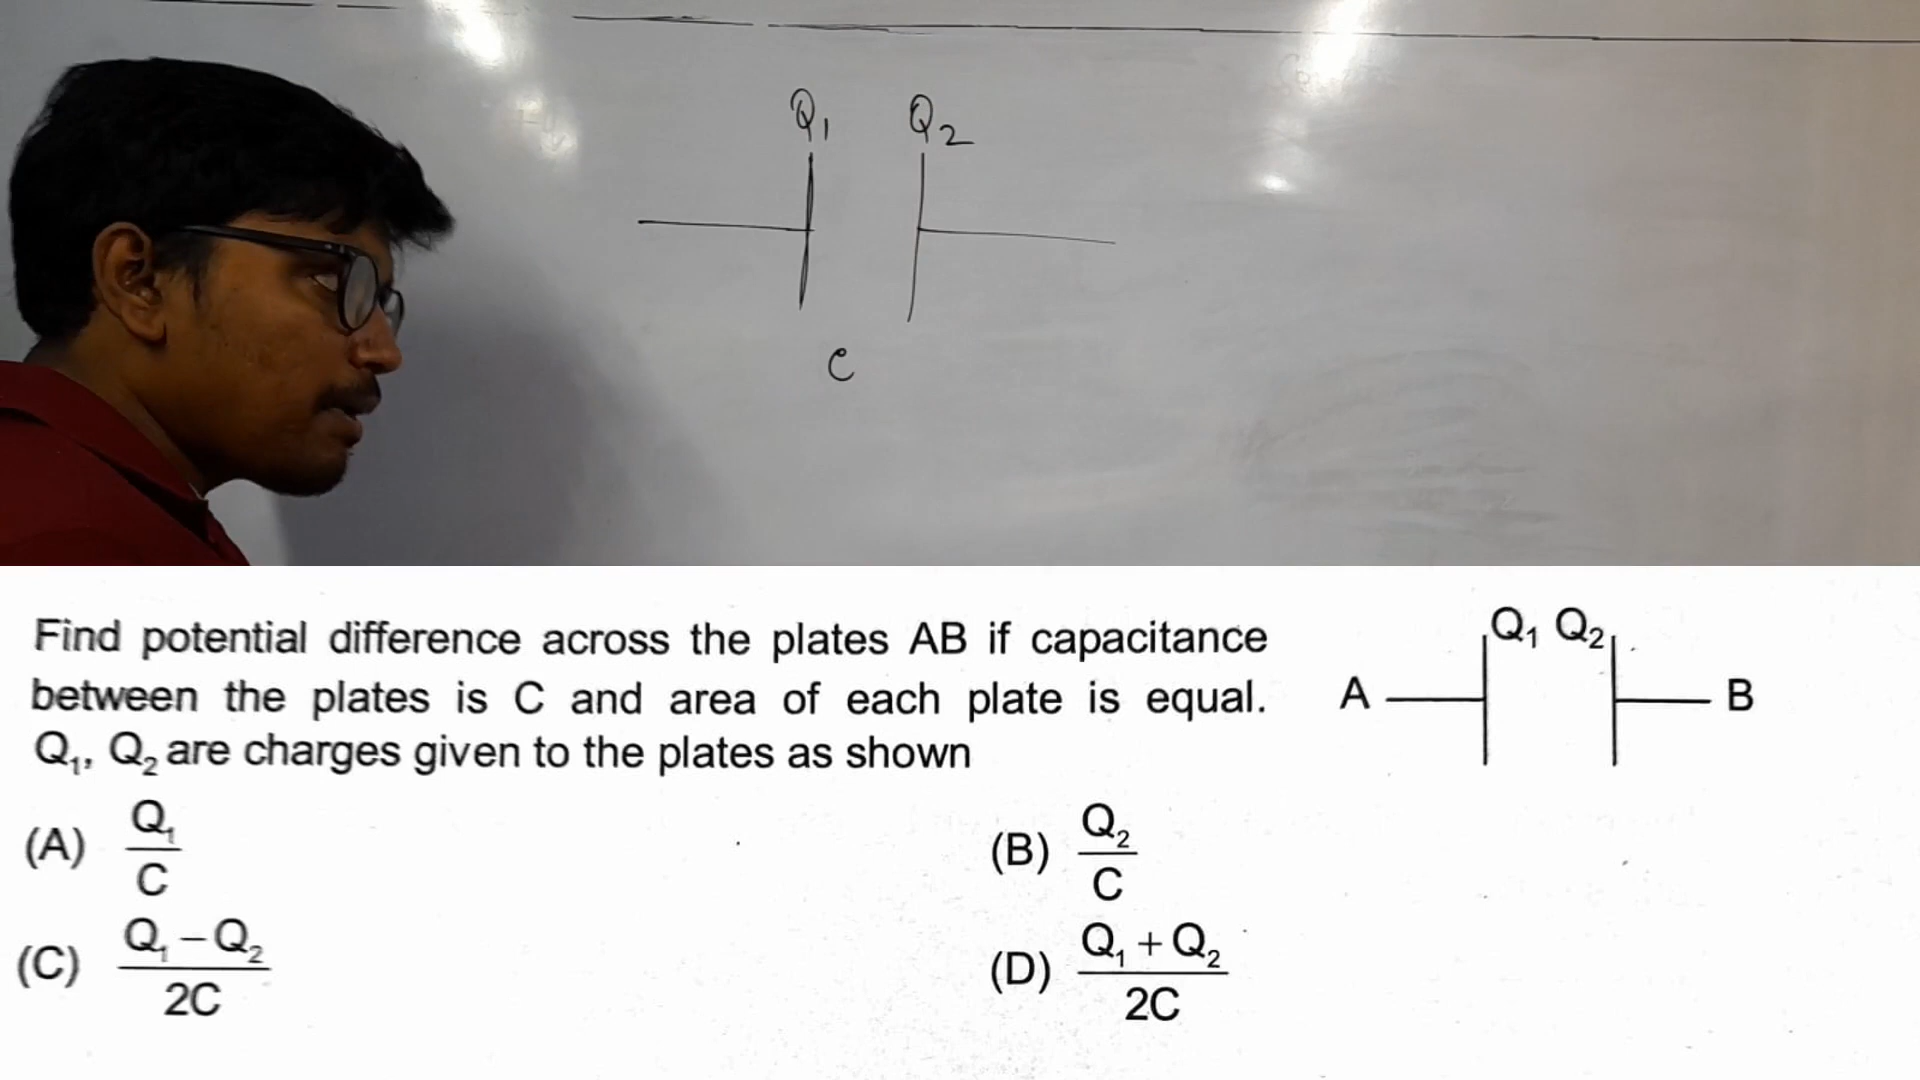 Q₁ Q₂
C
Find potential difference across the plates AB if capacitance
between the plates is C and area of each plate is equal.
Q₁, Q₂ are charges given to the plates as shown
Q₁ Q₂
A B
(A) Q₁/C
(B) Q₂/C
(C) (Q₁ – Q₂)/2C
(D) (Q₁ + Q₂)/2C